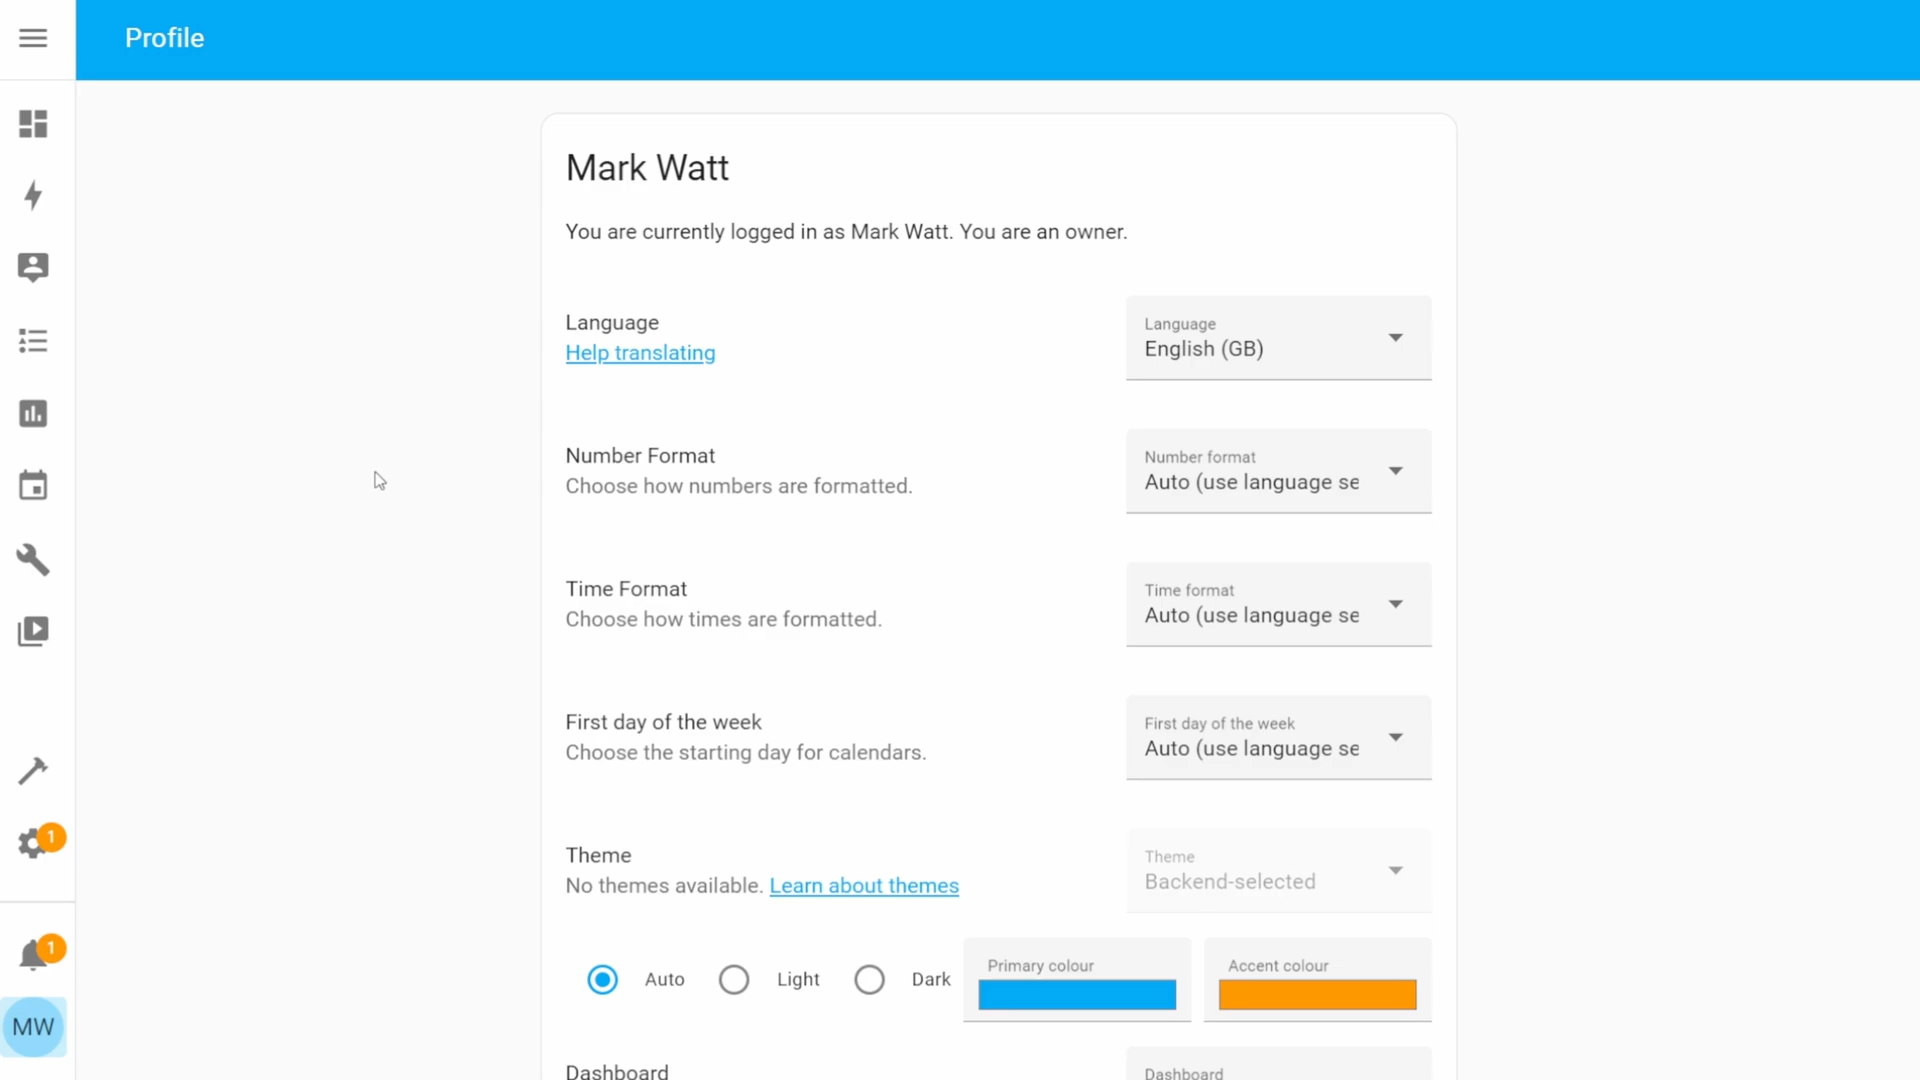 Profile
Mark Watt
You are currently logged in as Mark Watt. You are an owner.
Language
Help translating
Language
English (GB)
Number Format
Choose how numbers are formatted.
Number format
Auto (use language se
Time Format
Choose how times are formatted.
Time format
Auto (use language se
First day of the week
Choose the starting day for calendars.
First day of the week
Auto (use language se
Theme
No themes available. Learn about themes
Theme
Backend-selected
1
Auto
Light
Dark
Primary colour
Accent colour
1
MW
Dashboard
Dashboard